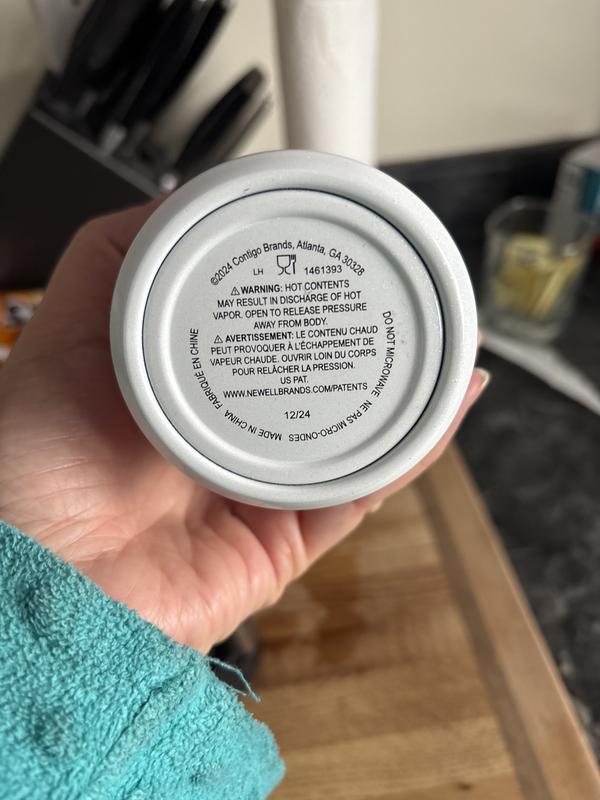 ©2024 Contigo Brands, Atlanta, GA 30328
LH 1461393
⚠ WARNING: HOT CONTENTS
MAY RESULT IN DISCHARGE OF HOT
VAPOR. OPEN TO RELEASE PRESSURE
AWAY FROM BODY.
⚠ AVERTISSEMENT: LE CONTENU CHAUD
PEUT PROVOQUER À L'ÉCHAPPEMENT DE
VAPEUR CHAUDE. OUVRIR LOIN DU CORPS
POUR RELÂCHER LA PRESSION.
US PAT.
WWW.NEWELLBRANDS.COM/PATENTS
12/24
DO NOT MICROWAVE NE PAS MICRO-ONDES MADE IN CHINA FABRIQUÉ EN CHINE